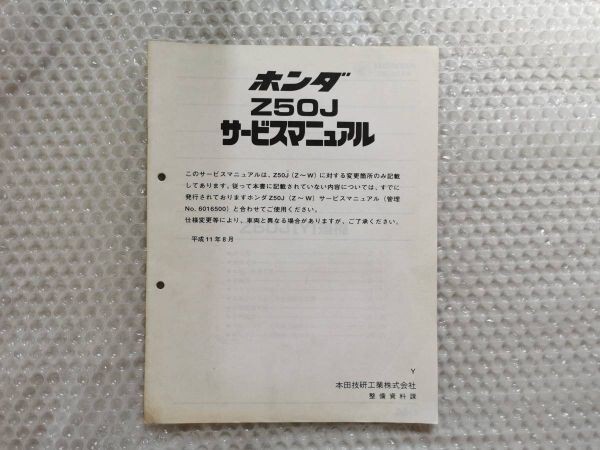 ホンダ
Z50J
サービスマニュアル
このサービスマニュアルは、Z50J（Z～W）に対する変更箇所のみ記載
してあります。従って本書に記載されていない内容については、すでに
発行されておりますホンダZ50J（Z～W）サービスマニュアル（管理
No. 6016500）と合わせてご使用ください。
仕様変更等により、車両と異なる場合がありますが、ご了承ください。
平成11年8月
Y
本田技研工業株式会社
整備資料課